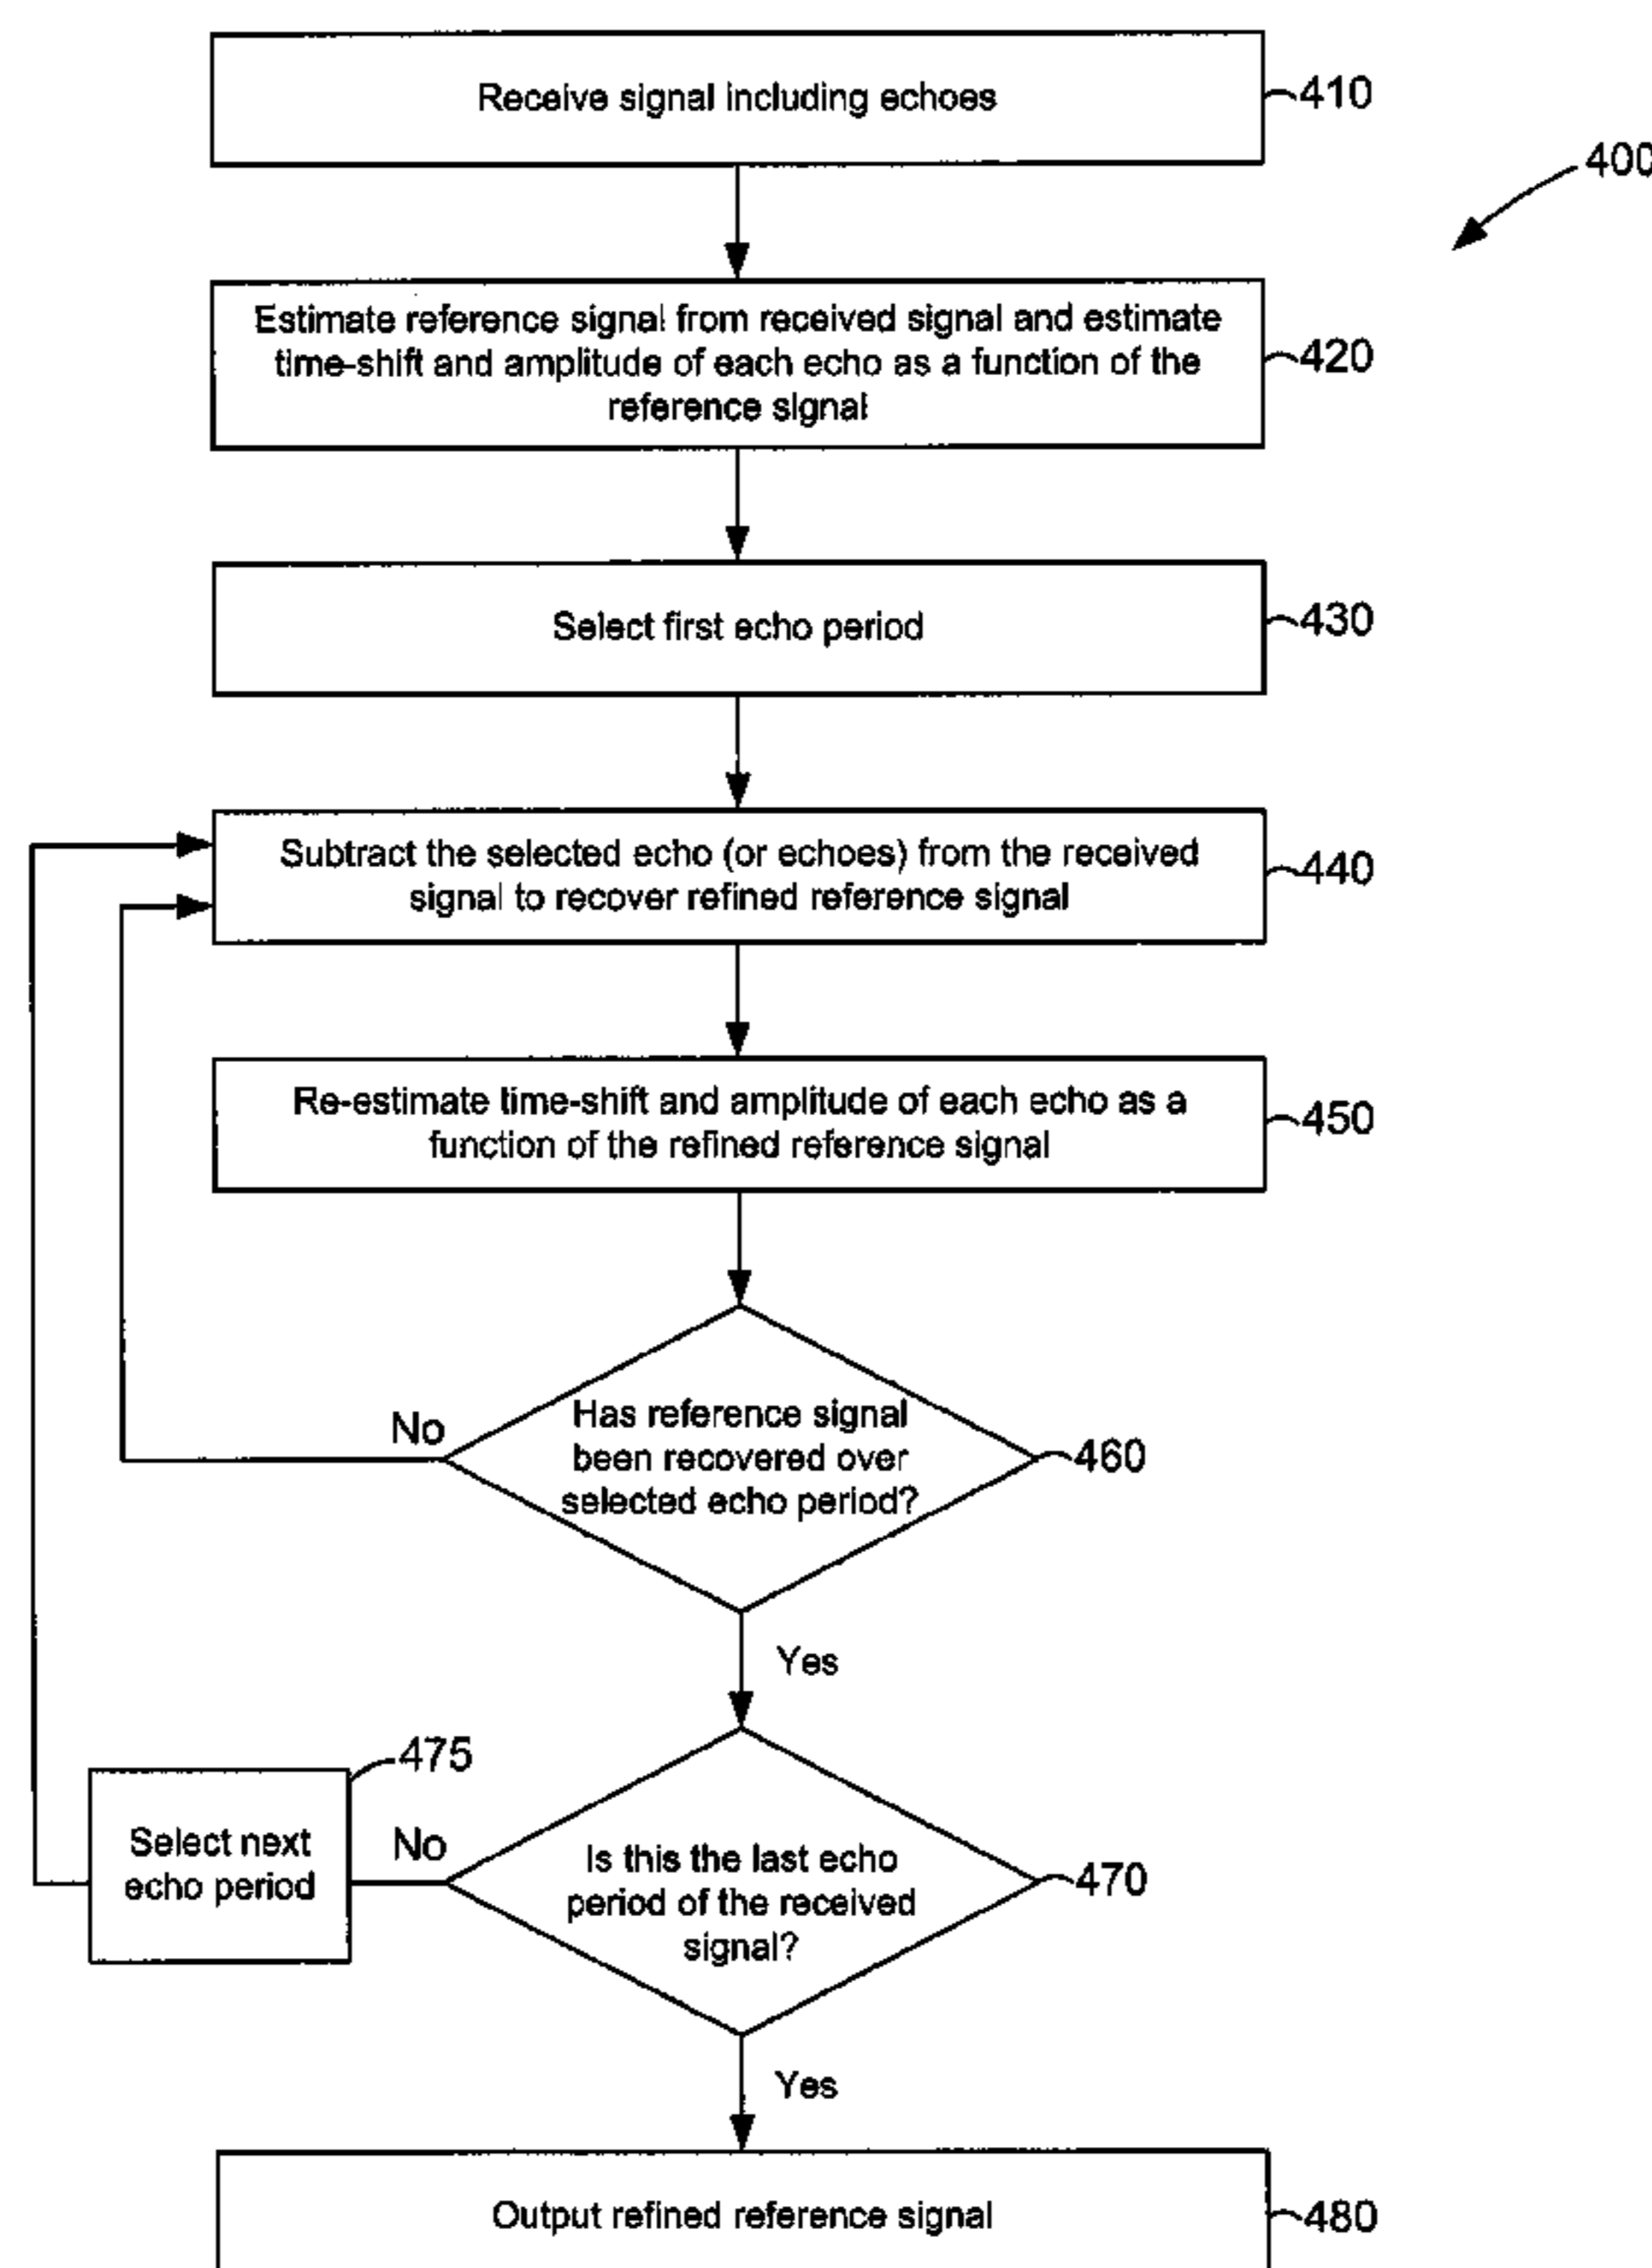 Receive signal including echoes
410
400
Estimate reference signal from received signal and estimate
time-shift and amplitude of each echo as a function of the
reference signal
420
Select first echo period
430
Subtract the selected echo (or echoes) from the received
signal to recover refined reference signal
440
Re-estimate time-shift and amplitude of each echo as a
function of the refined reference signal
450
No
Has reference signal
been recovered over
selected echo period?
460
Yes
475
Select next
echo period
No
Is this the last echo
period of the received
signal?
470
Yes
Output refined reference signal
480